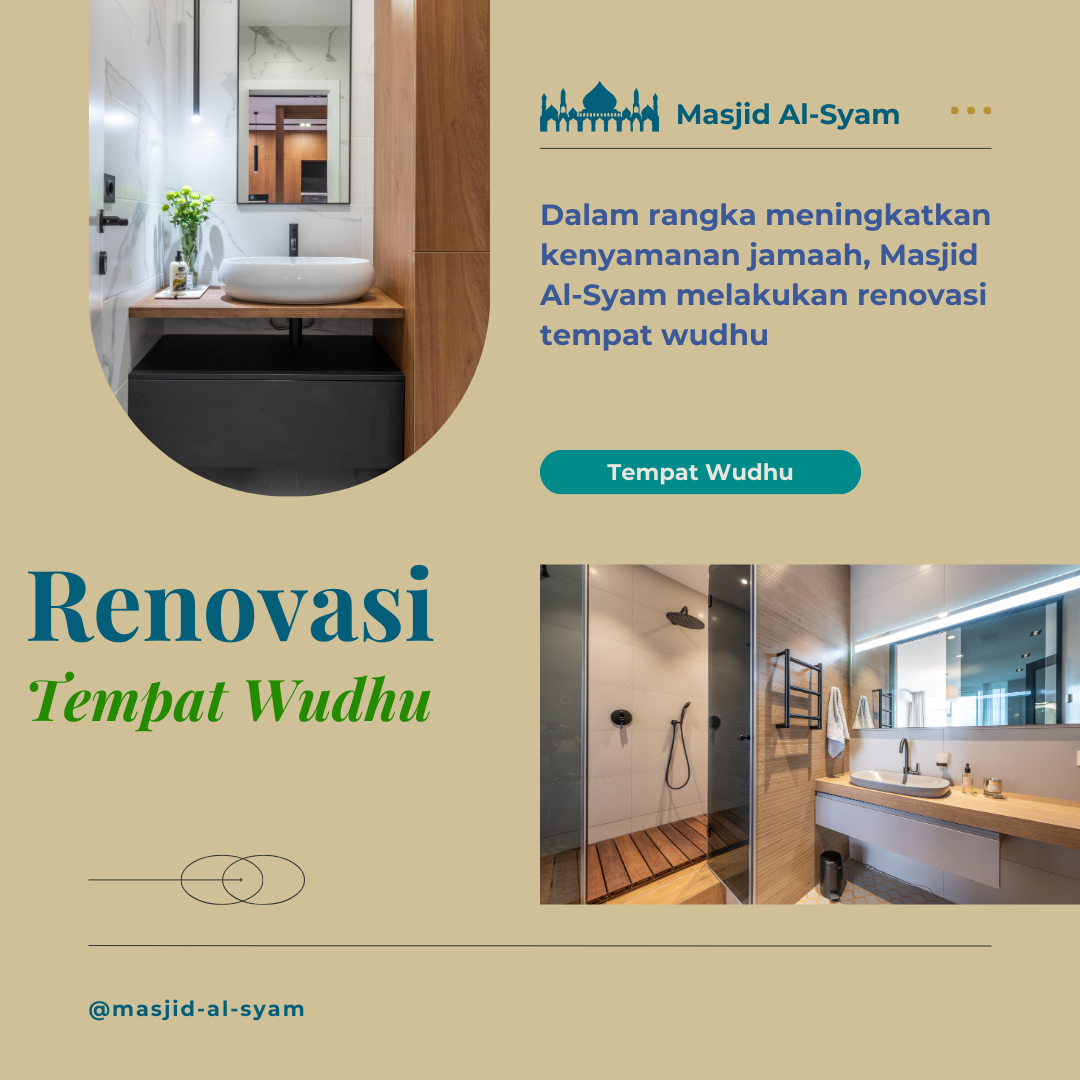 Masjid Al-Syam
Dalam rangka meningkatkan
kenyamanan jamaah, Masjid
Al-Syam melakukan renovasi
tempat wudhu
Tempat Wudhu
Renovasi
Tempat Wudhu
@masjid-al-syam